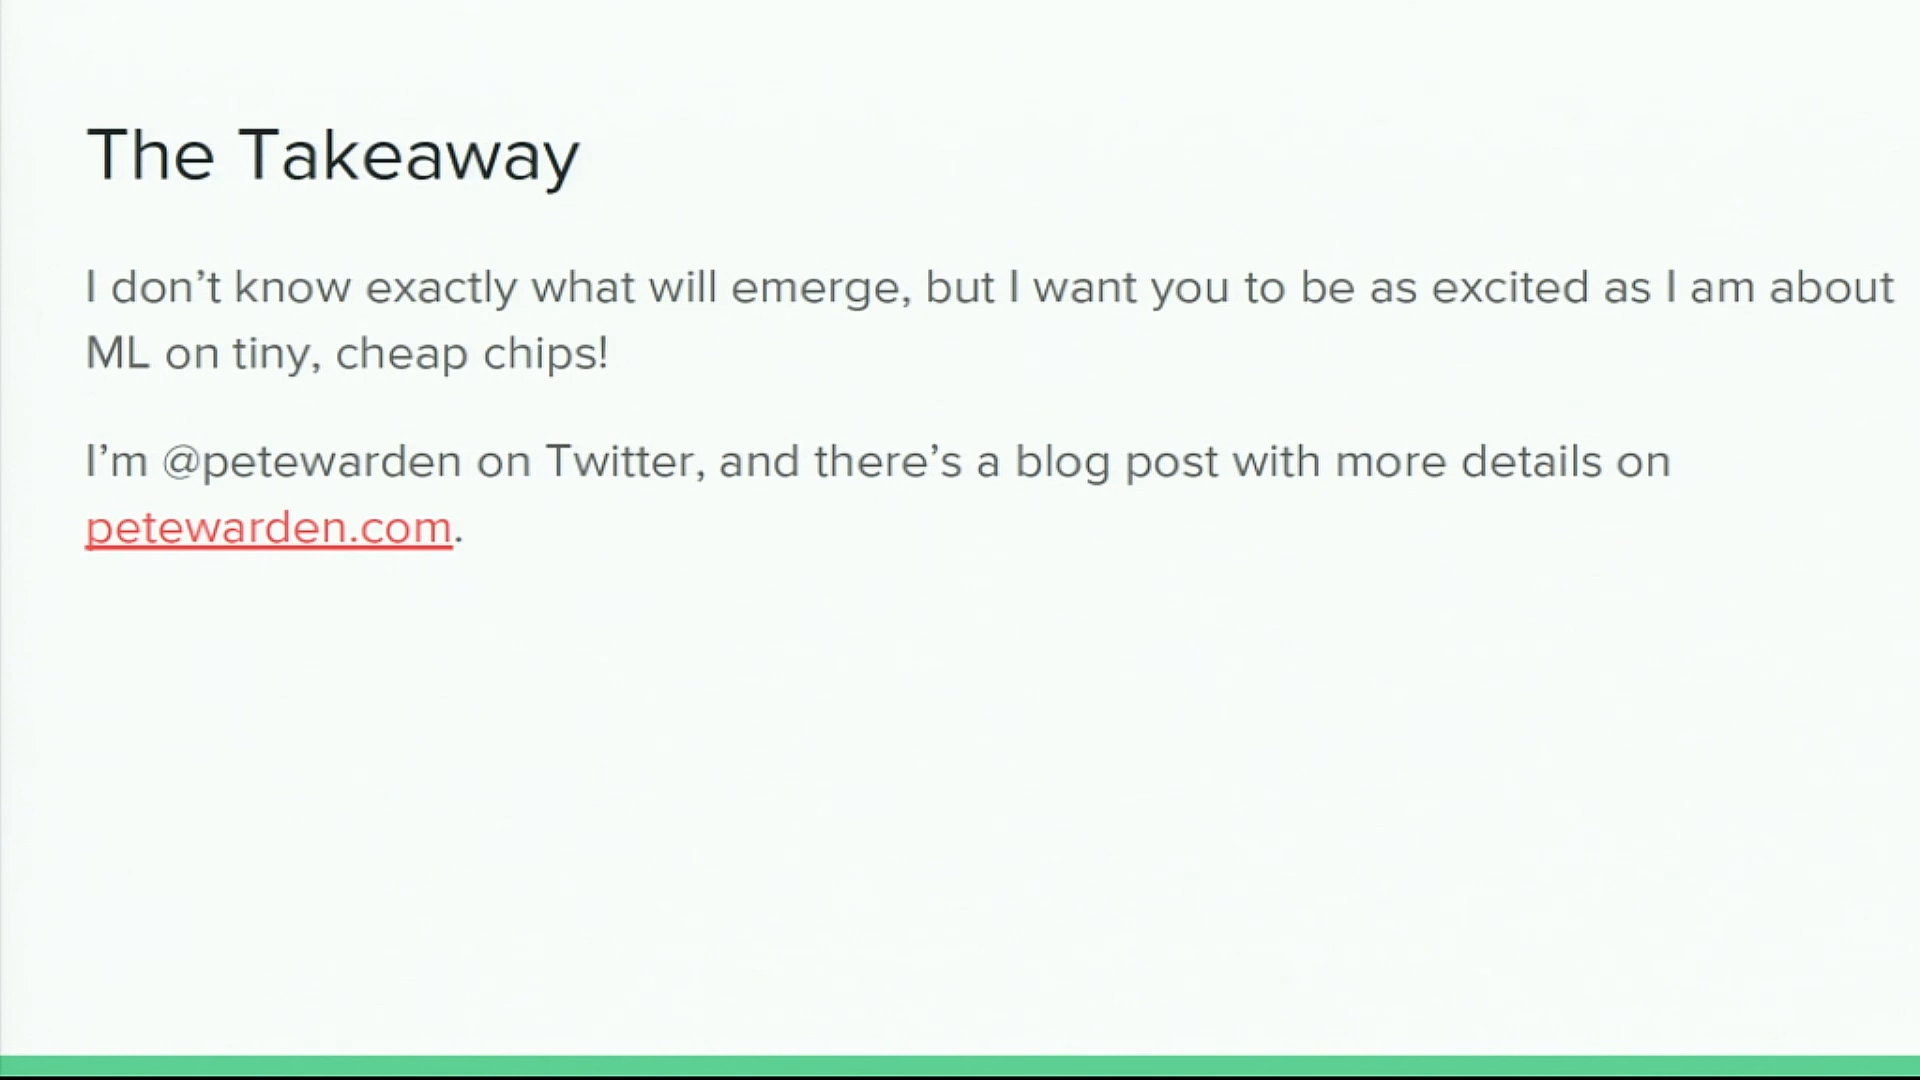 The Takeaway
I don’t know exactly what will emerge, but I want you to be as excited as I am about
ML on tiny, cheap chips!
I’m @petewarden on Twitter, and there’s a blog post with more details on
petewarden.com.